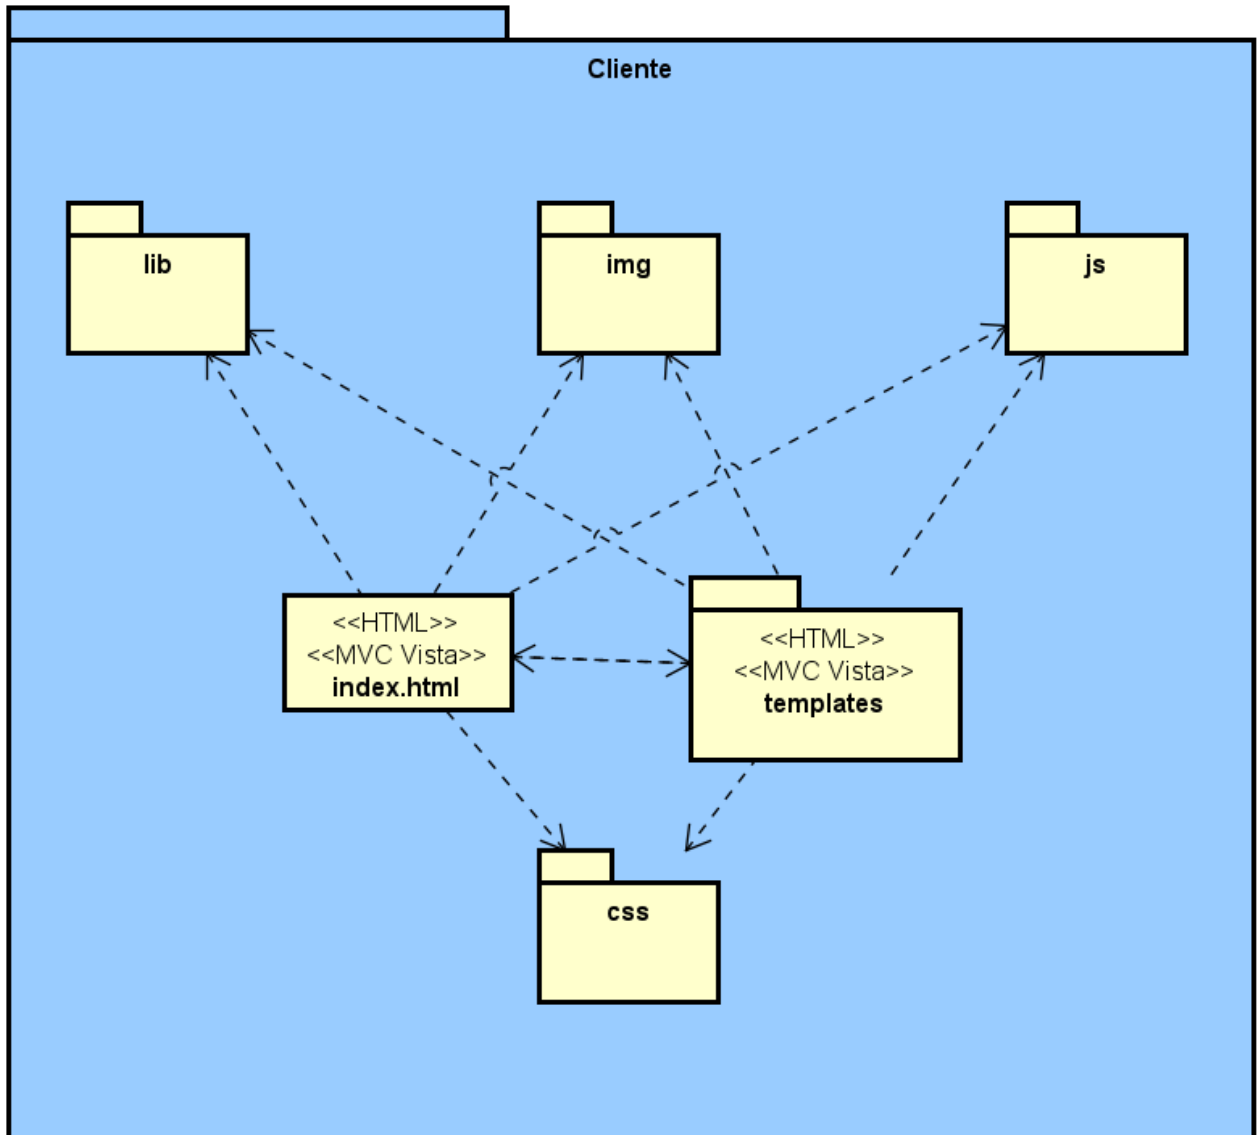 Cliente
lib
img
js
<<HTML>>
<<MVC Vista>>
index.html
<<HTML>>
<<MVC Vista>>
templates
css